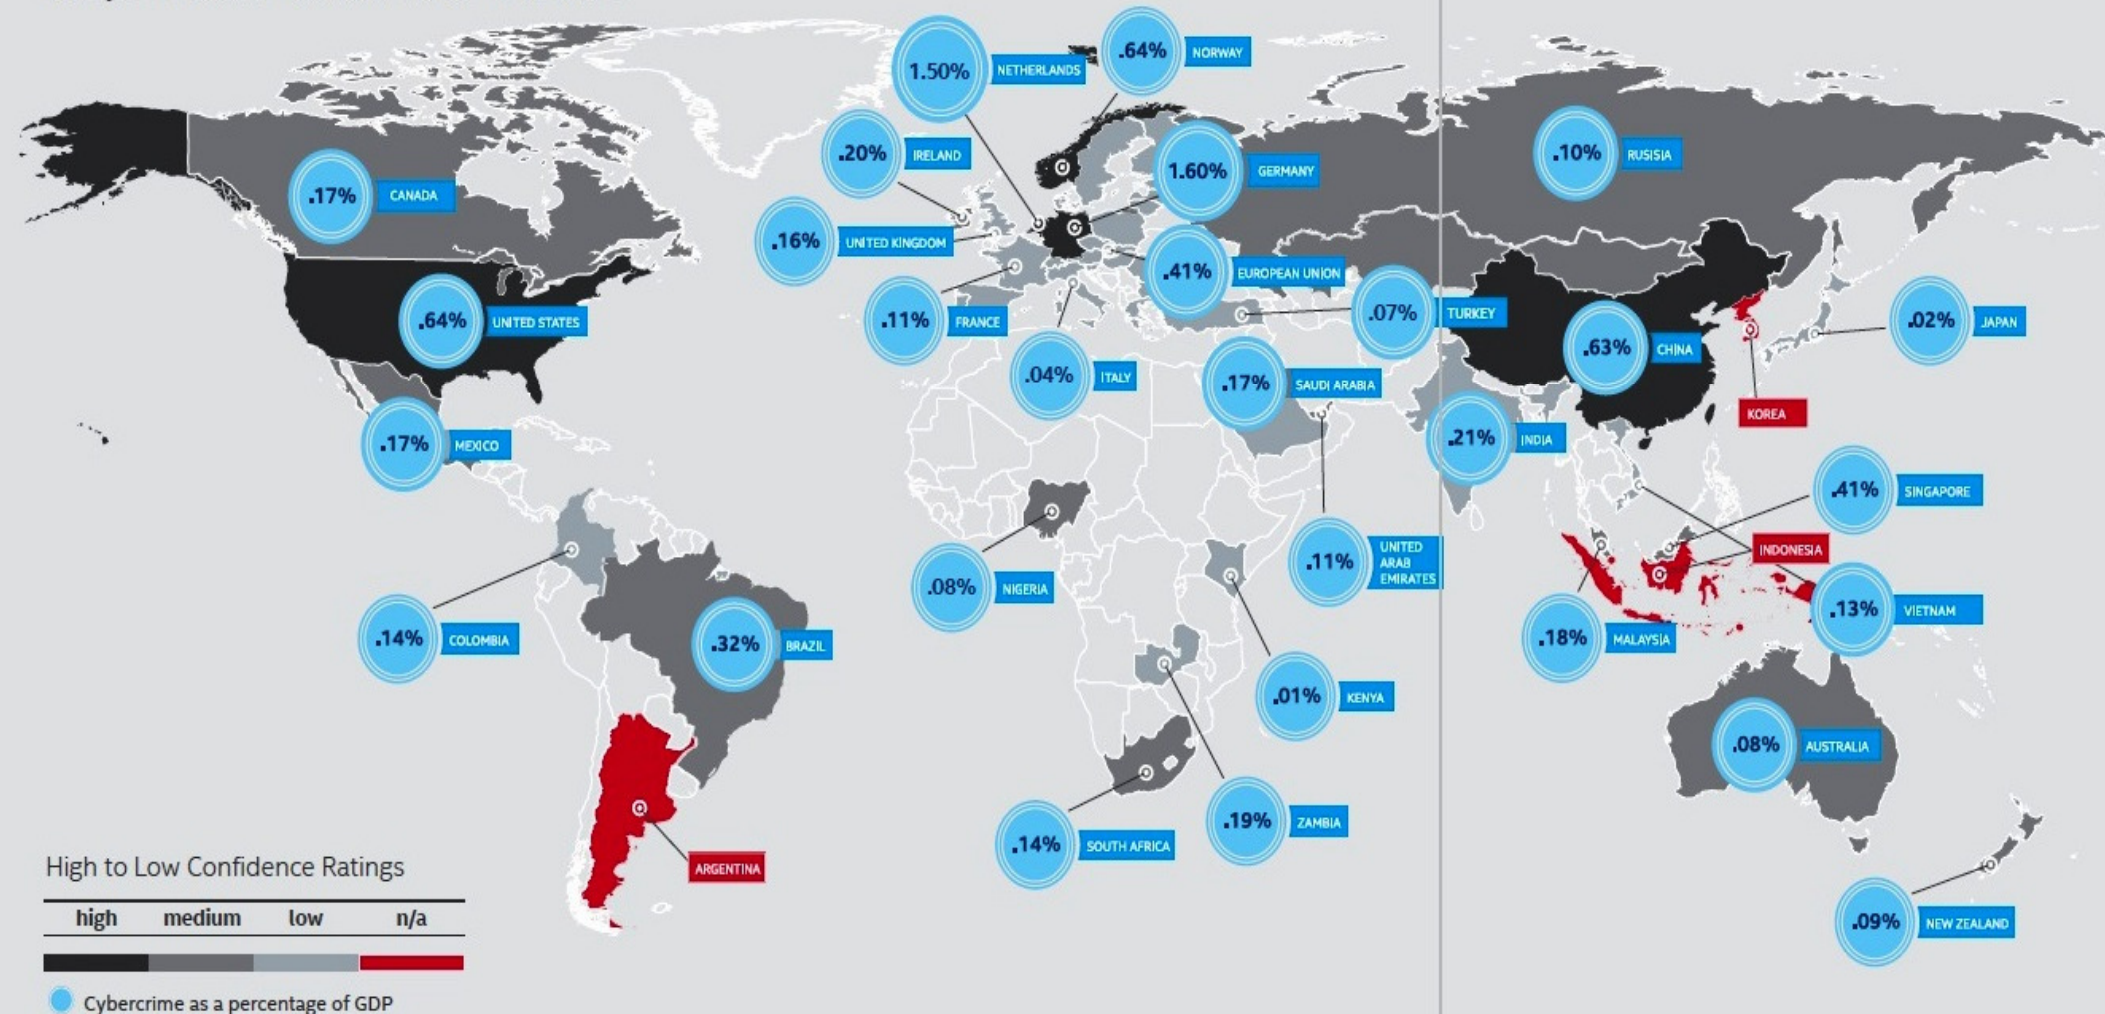 1.50%
NETHERLANDS
.64%
NORWAY
.20%
IRELAND
1.60%
GERMANY
.10%
RUSISIA
.17%
CANADA
.16%
UNITED KINGDOM
.41%
EUROPEAN UNION
.64%
UNITED STATES
.11%
FRANCE
.07%
TURKEY
.63%
CHINA
.02%
JAPAN
.04%
ITALY
.17%
SAUDI ARABIA
KOREA
.17%
MEXICO
.21%
INDIA
.41%
SINGAPORE
INDONESIA
.08%
NIGERIA
.11%
UNITED
ARAB
EMIRATES
.13%
VIETNAM
.14%
COLOMBIA
.32%
BRAZIL
.18%
MALAYSIA
.01%
KENYA
.08%
AUSTRALIA
.14%
SOUTH AFRICA
.19%
ZAMBIA
ARGENTINA
.09%
NEW ZEALAND
High to Low Confidence Ratings
high medium low n/a
Cybercrime as a percentage of GDP